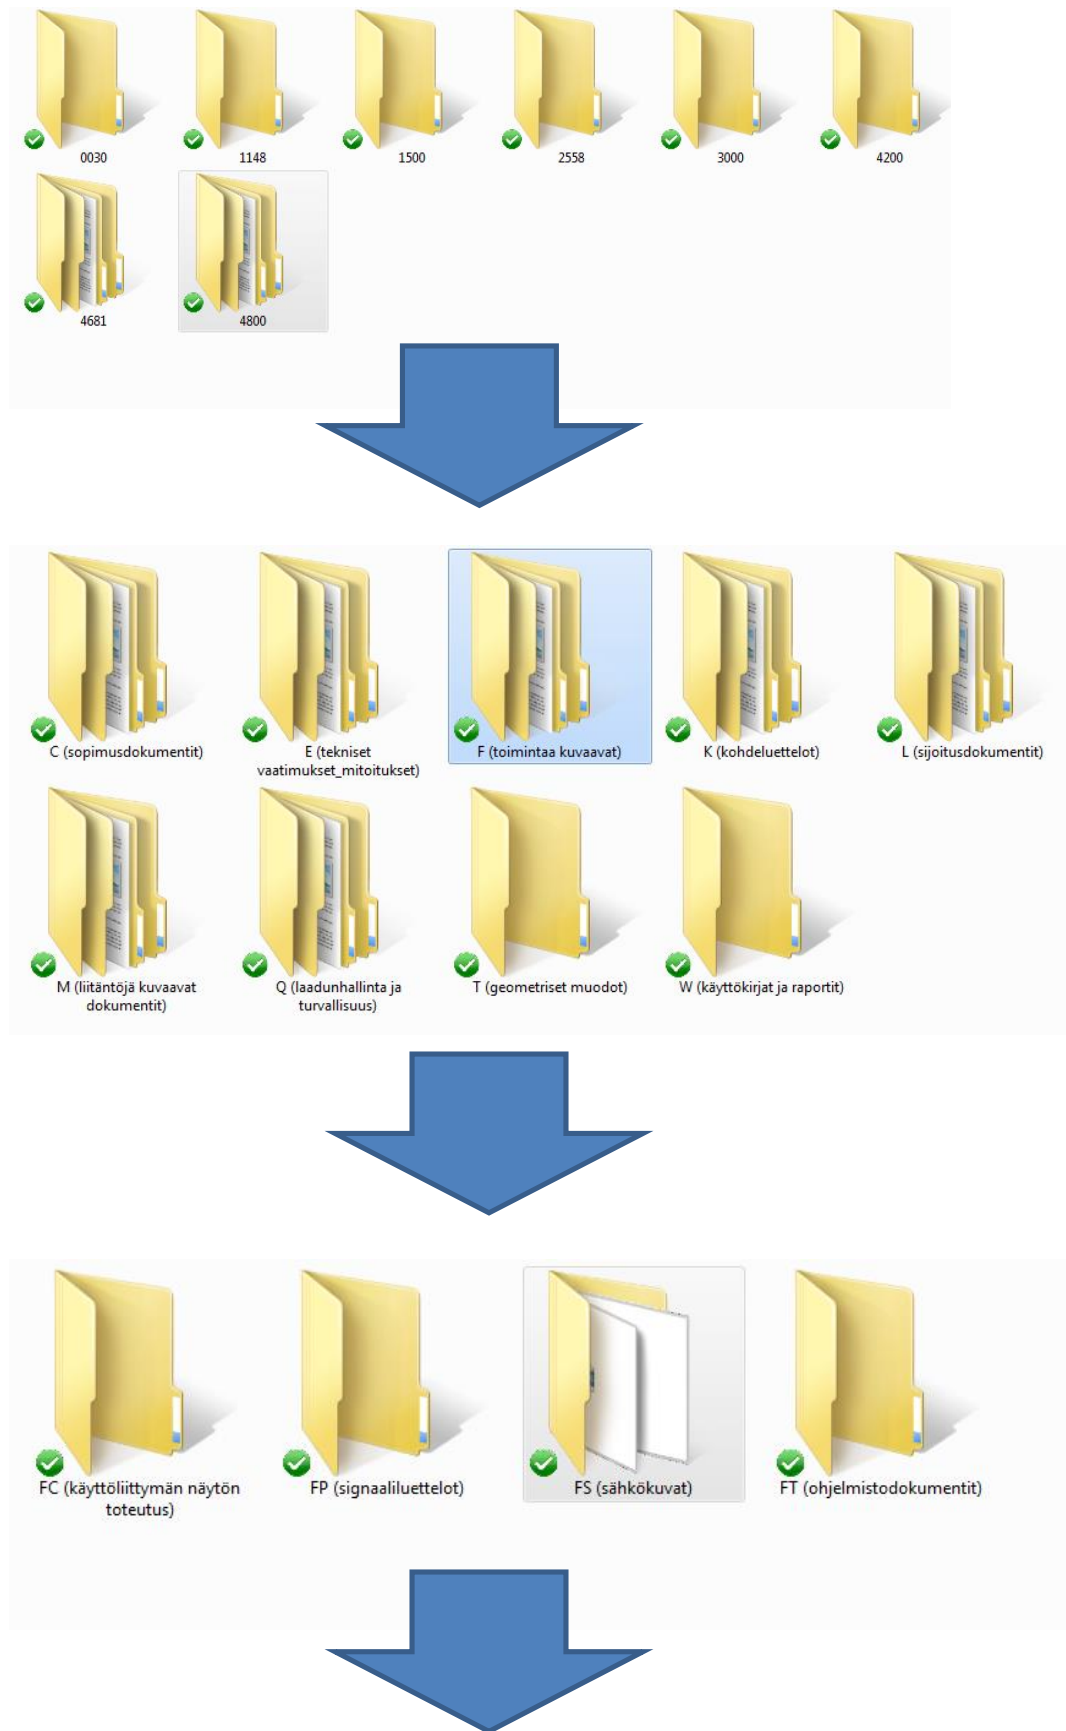 0030 1148 1500 2558 3000 4200
4681 4800
C (sopimusdokumentit) E (tekniset vaatimukset_mitoitukset) F (toimintaa kuvaavat) K (kohdeluettelot) L (sijoitusdokumentit)
M (liitäntöjä kuvaavat dokumentit) Q (laadunhallinta ja turvallisuus) T (geometriset muodot) W (käyttökirjat ja raportit)
FC (käyttöliittymän näytön toteutus) FP (signaaliluettelot) FS (sähkökuvat) FT (ohjelmistodokumentit)